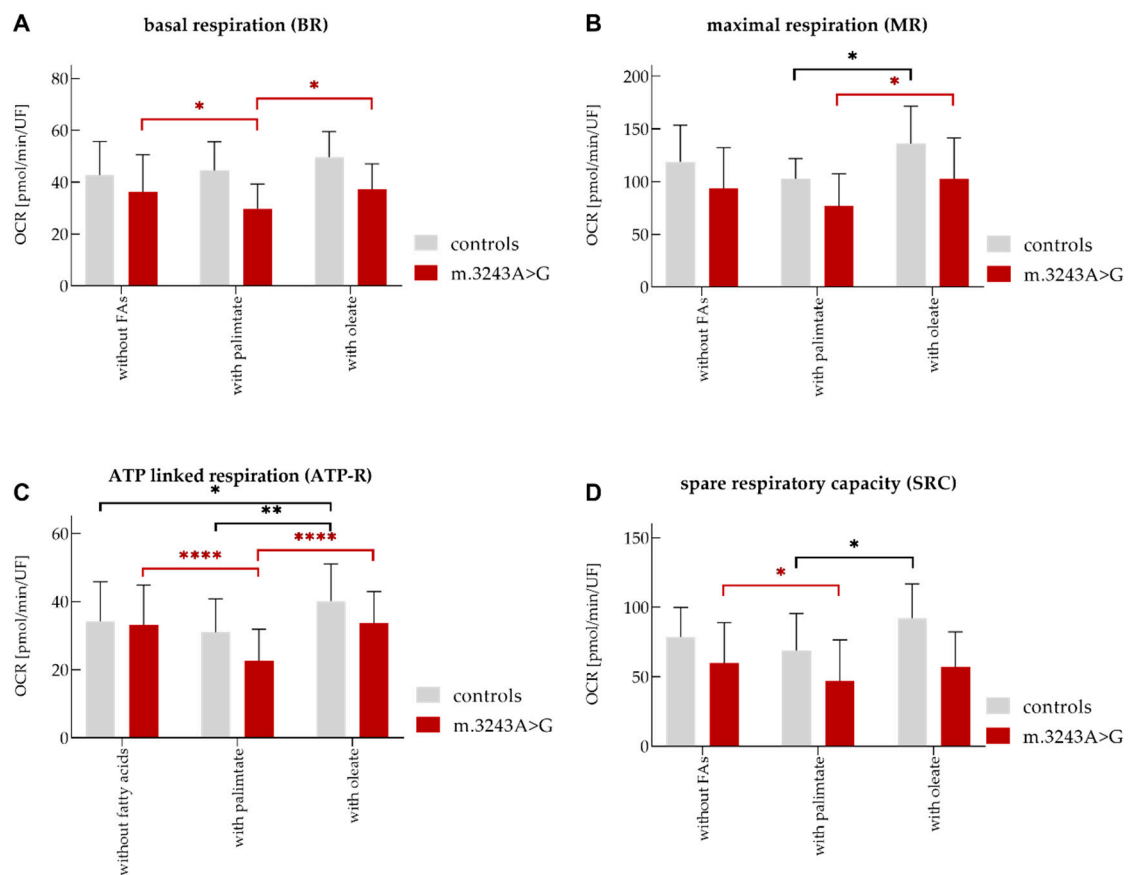 A
basal respiration (BR)
OCR [pmol/min/UF]
80
60
40
20
0
*
*
without FAs
with palimtate
with oleate
controls
m.3243A>G
B
maximal respiration (MR)
OCR [pmol/min/UF]
200
150
100
50
0
*
*
without FAs
with palimtate
with oleate
controls
m.3243A>G
C
ATP linked respiration (ATP-R)
OCR [pmol/min/UF]
60
40
20
0
*
**
****
****
without fatty acids
with palimtate
with oleate
controls
m.3243A>G
D
spare respiratory capacity (SRC)
OCR [pmol/min/UF]
150
100
50
0
*
*
without FAs
with palimtate
with oleate
controls
m.3243A>G